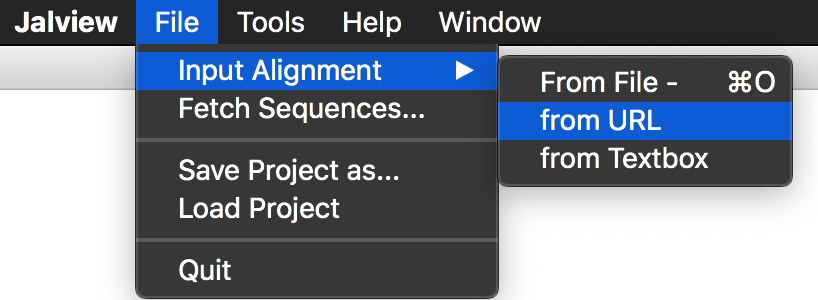 Jalview File Tools Help Window
Input Alignment ▶
From File - ⌘O
Fetch Sequences...
from URL
from Textbox
Save Project as...
Load Project
Quit